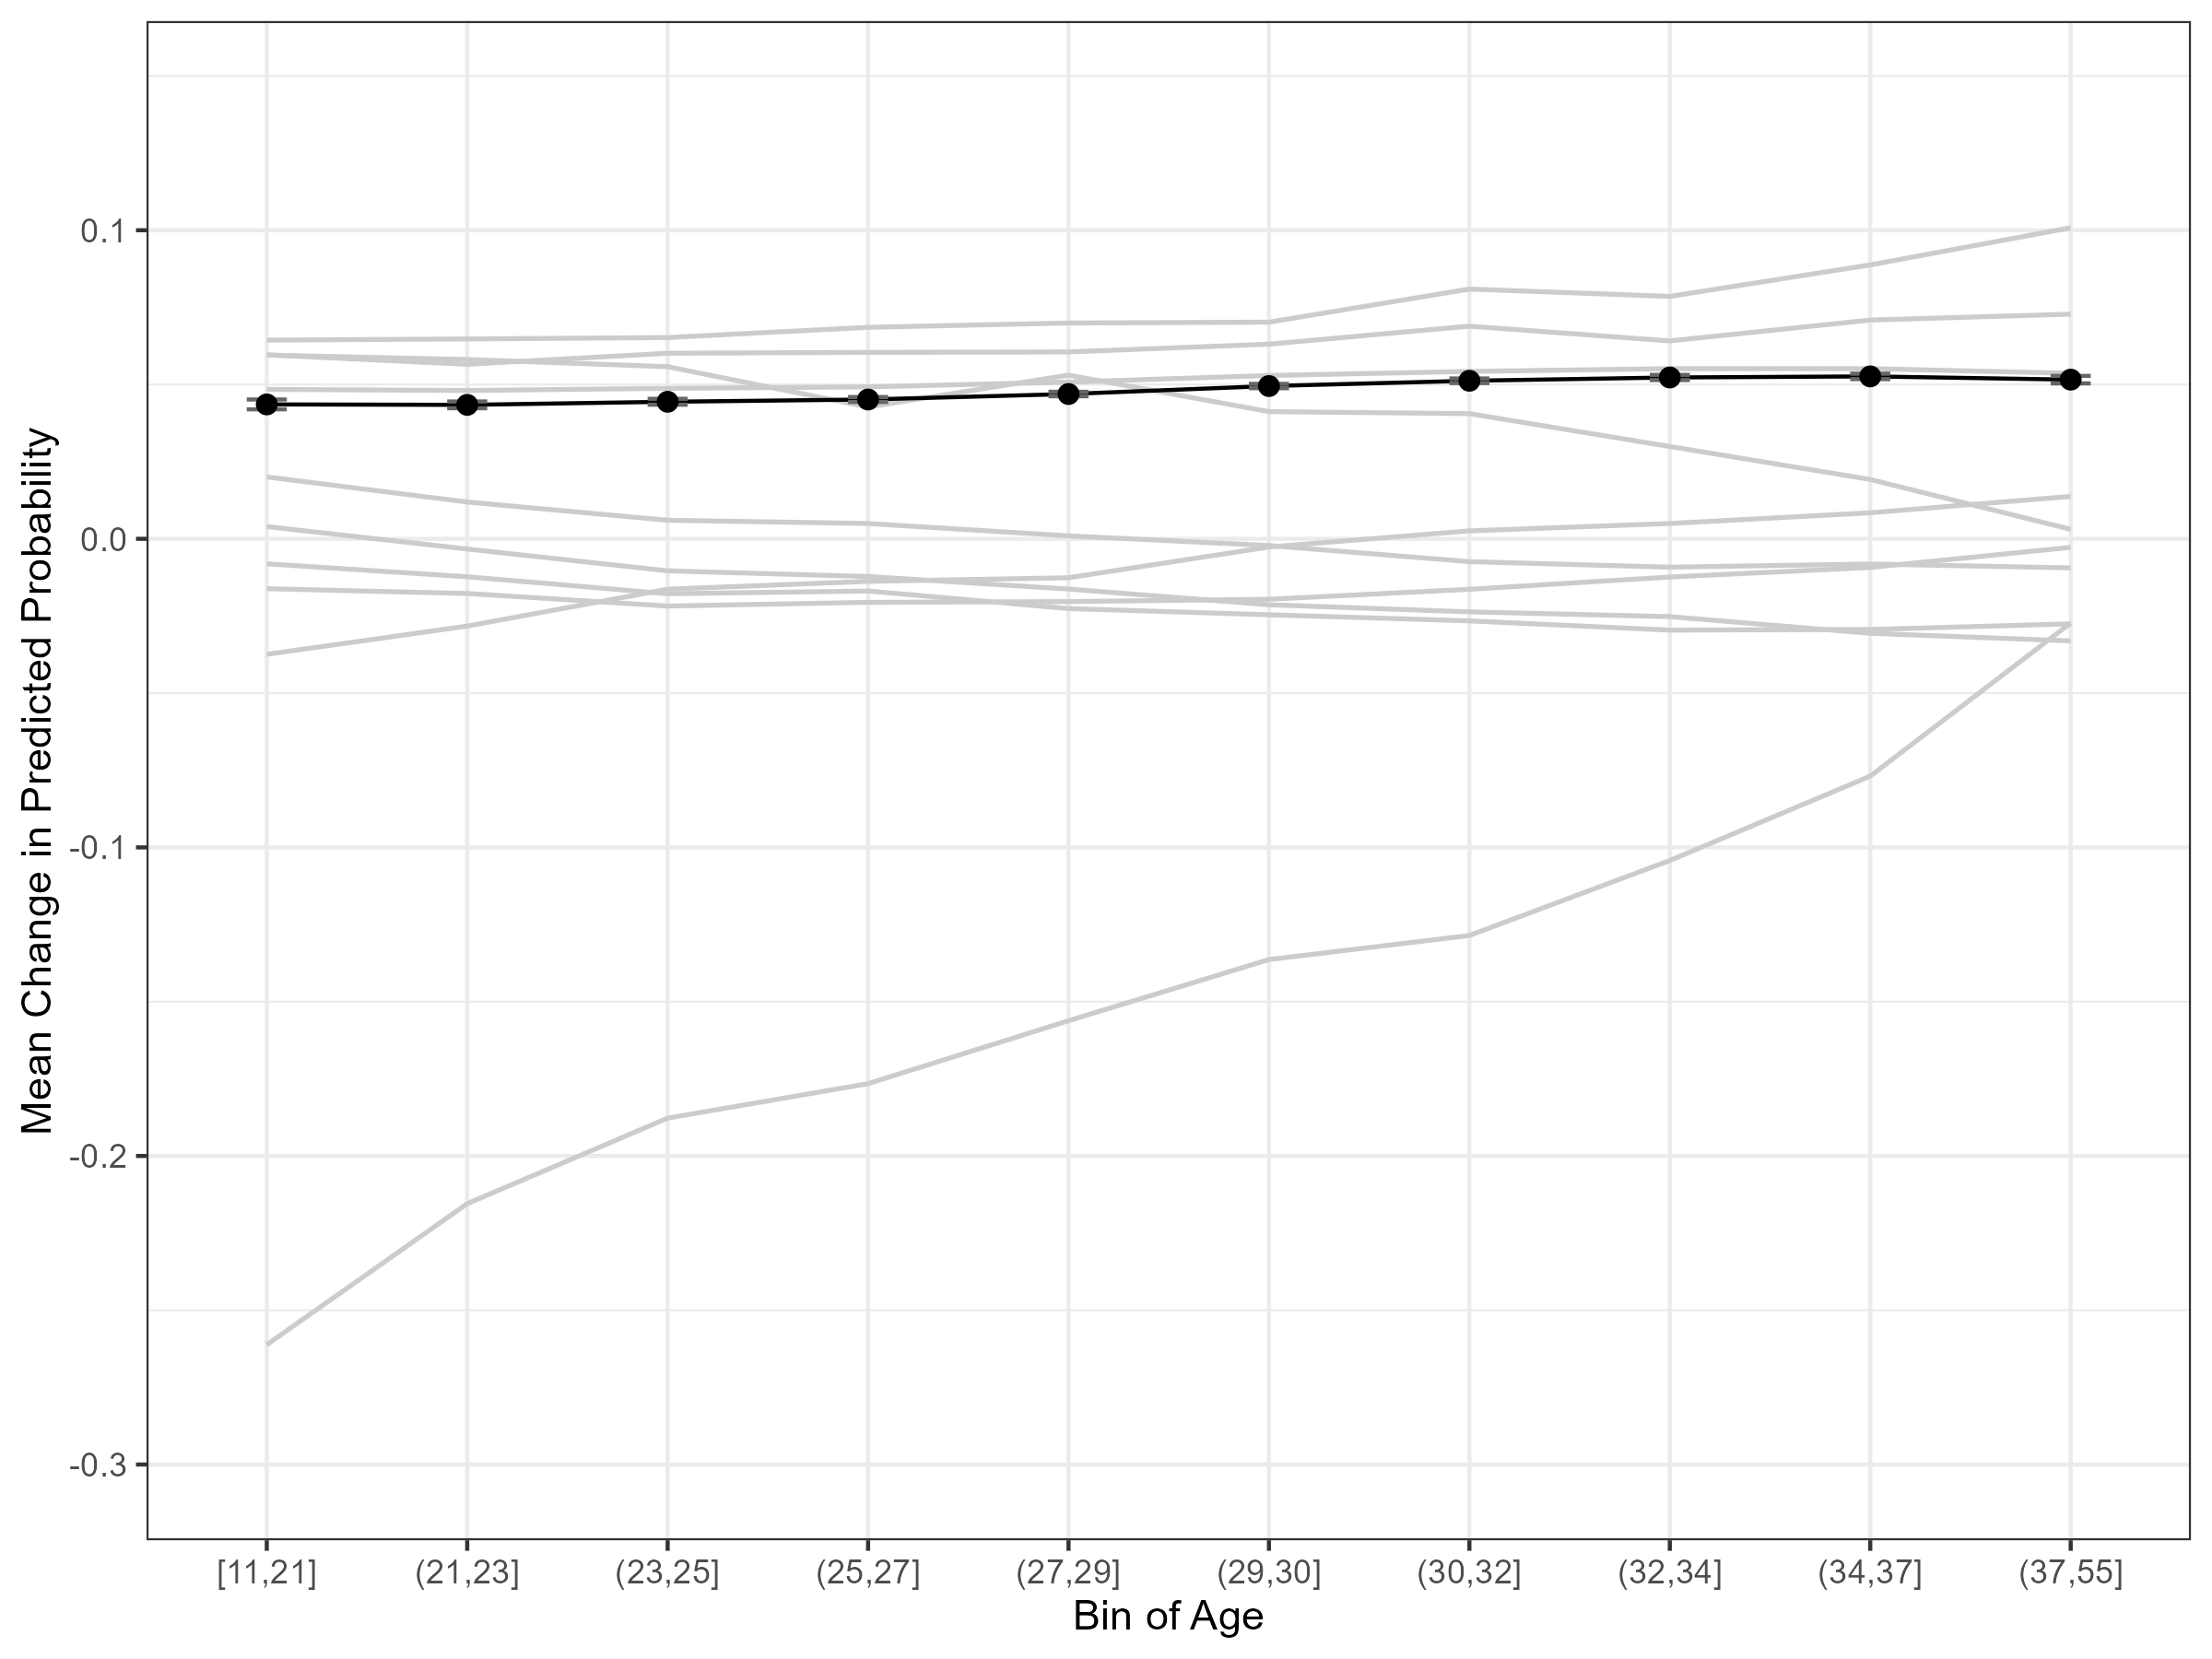 Mean Change in Predicted Probability
0.1
0.0
-0.1
-0.2
-0.3
[11,21] (21,23] (23,25] (25,27] (27,29] (29,30] (30,32] (32,34] (34,37] (37,55]
Bin of Age